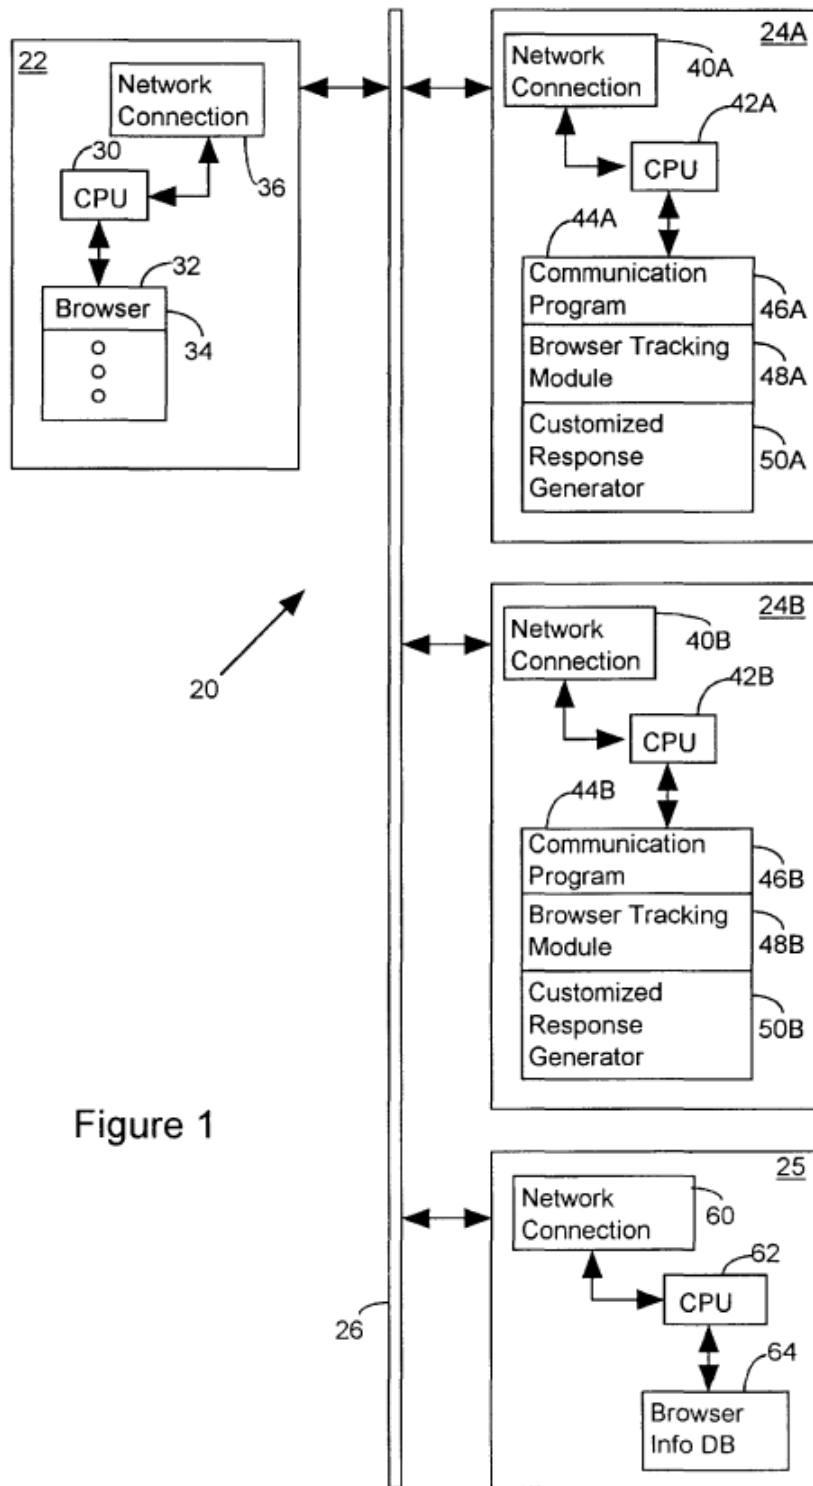 22
Network
Connection
30
CPU
36
32
Browser
34
24A
Network
Connection
40A
42A
CPU
44A
Communication
Program
46A
Browser Tracking
Module
48A
Customized
Response
Generator
50A
20
24B
Network
Connection
40B
42B
CPU
44B
Communication
Program
46B
Browser Tracking
Module
48B
Customized
Response
Generator
50B
Figure 1
25
Network
Connection
60
62
CPU
26
64
Browser
Info DB